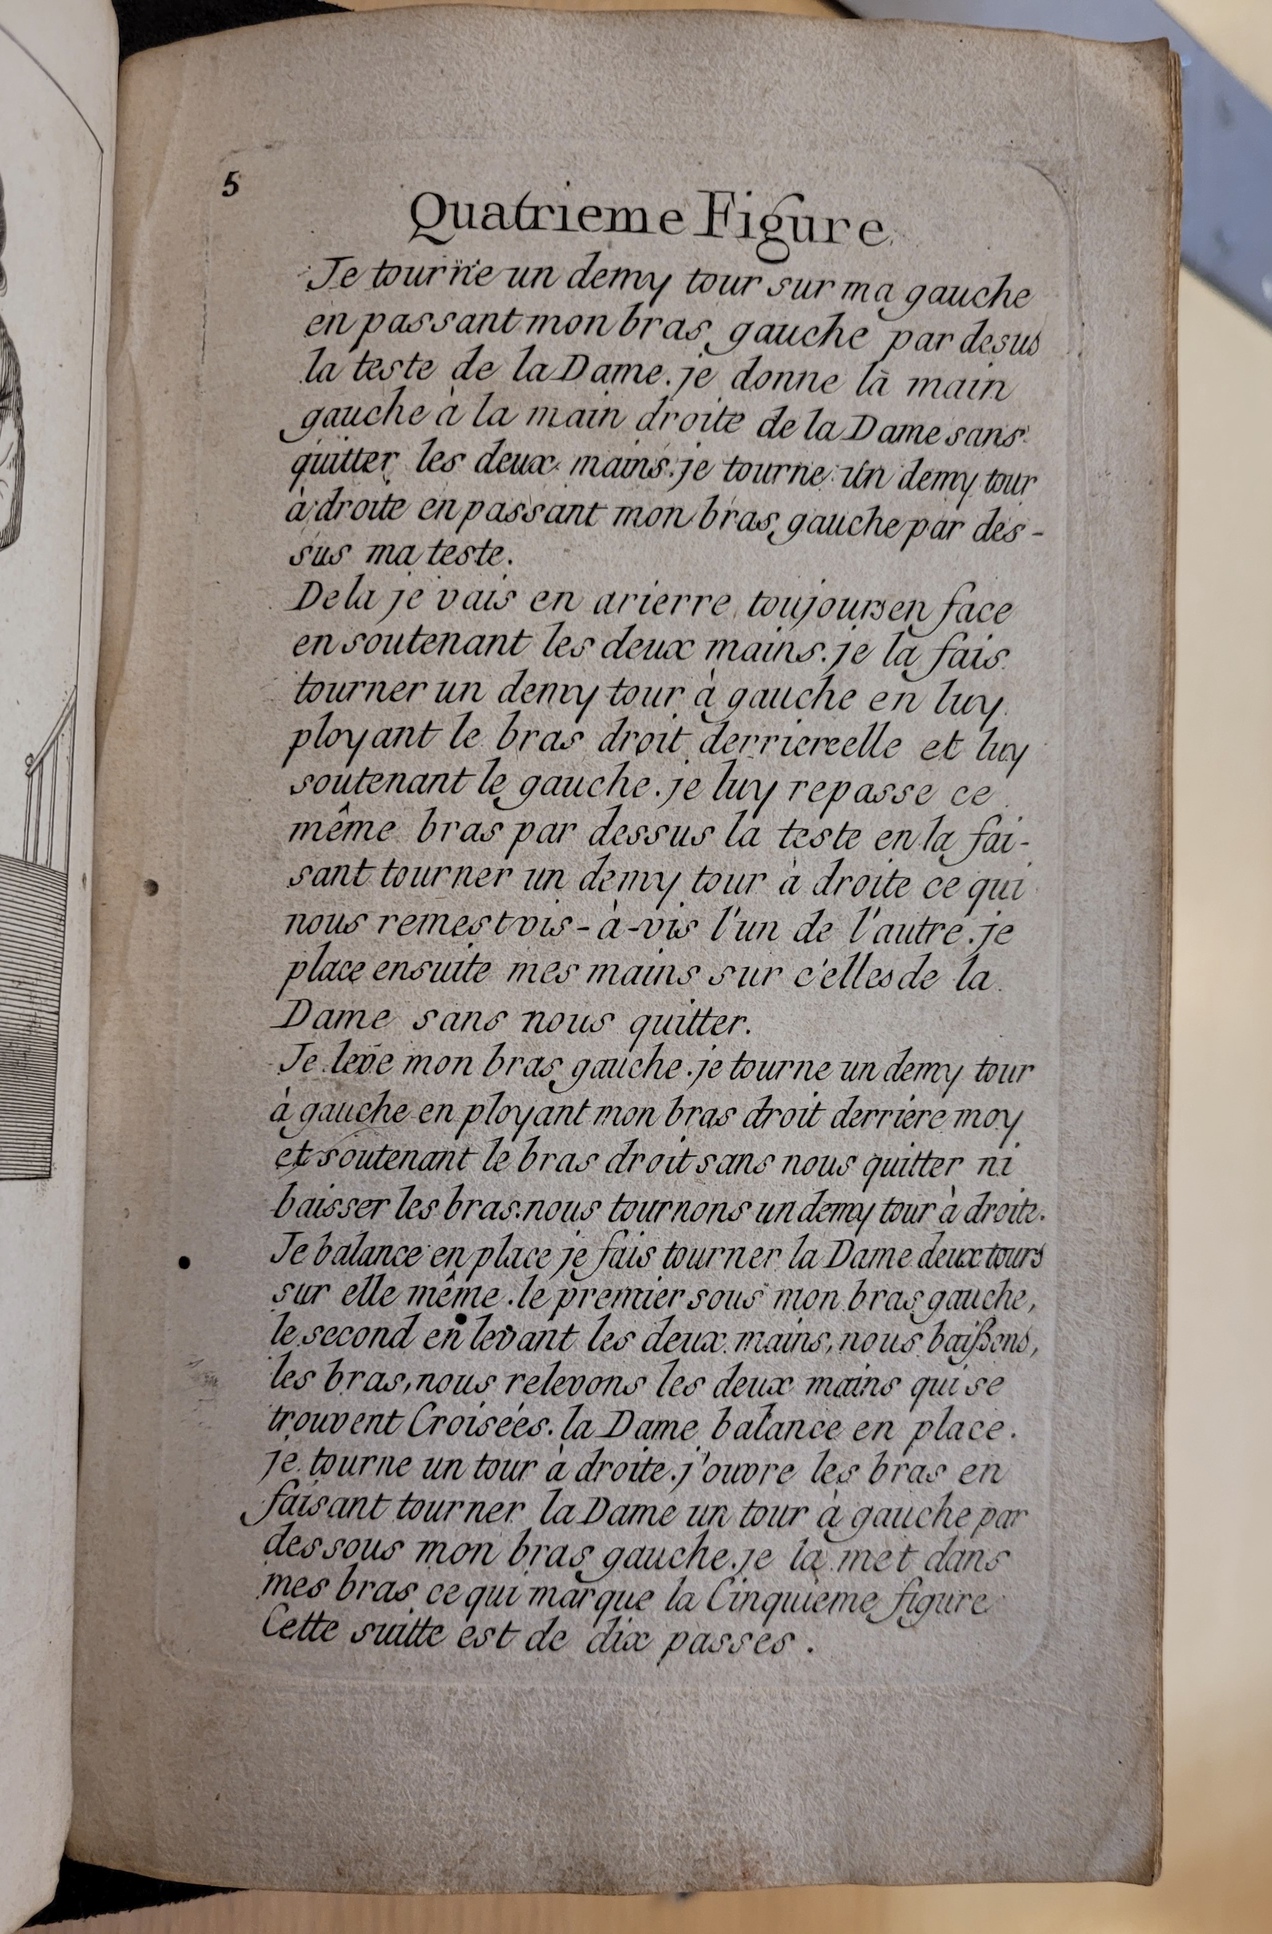 5
Quatrieme Figure
Je tourne un demy tour sur ma gauche
en passant mon bras gauche par desus
la teste de la Dame. je donne la main
gauche à la main droite de la Dame sans
quitter les deux mains. je tourne un demy tour
à droite en passant mon bras gauche par des-
sus ma teste.
De la je vais en arierre toujours en face
en soutenant les deux mains. je la fais
tourner un demy tour à gauche en luy
ployant le bras droit derriere elle et luy
soutenant le gauche. je luy repasse ce
même bras par dessus la teste en la fai-
sant tourner un demy tour à droite ce qui
nous remest vis-à-vis l'un de l'autre. je
place ensuite mes mains sur c'elles de la
Dame sans nous quitter.
Je leve mon bras gauche. je tourne un demy tour
à gauche en ployant mon bras droit derriere moy
et soutenant le bras droit sans nous quitter ni
baisser les bras. nous tournons un demy tour à droite.
Je balance en place je fais tourner la Dame deux tours
sur elle même. le premier sous mon bras gauche,
le second en levant les deux mains, nous baißons,
les bras, nous relevons les deux mains qui se
trouvent Croisées. la Dame balance en place.
je tourne un tour à droite. j'ouvre les bras en
faisant tourner la Dame un tour à gauche par
dessous mon bras gauche. je la met dans
mes bras ce qui marque la Cinquieme figure
Cette suitte est de dix passes.